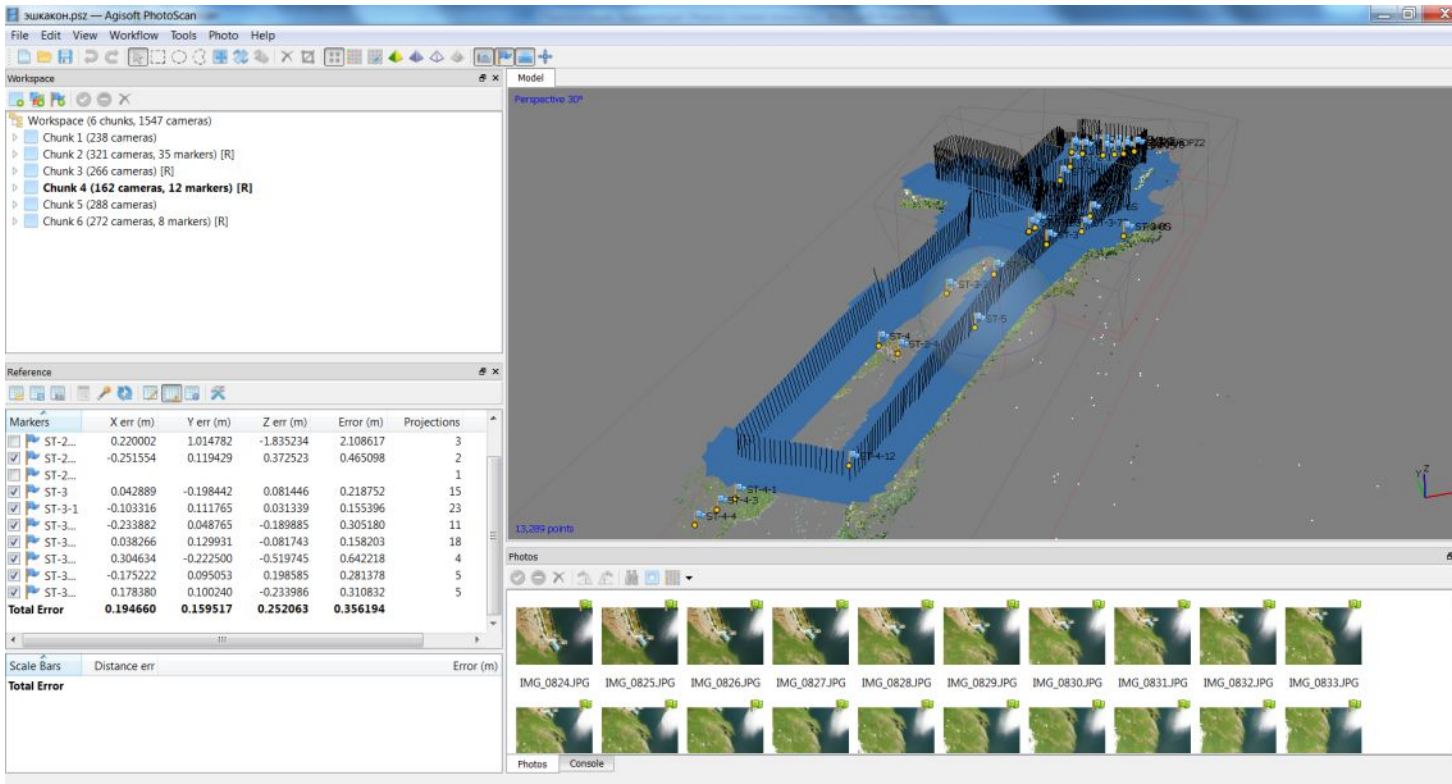 эшкакон.psz — Agisoft PhotoScan
File Edit View Workflow Tools Photo Help
Workspace
Workspace (6 chunks, 1547 cameras)
Chunk 1 (238 cameras)
Chunk 2 (321 cameras, 35 markers) [R]
Chunk 3 (266 cameras) [R]
Chunk 4 (162 cameras, 12 markers) [R]
Chunk 5 (288 cameras)
Chunk 6 (272 cameras, 8 markers) [R]
Reference
Markers X err (m) Y err (m) Z err (m) Error (m) Projections
ST-2... 0.220002 1.014782 -1.835234 2.108617 3
ST-2... -0.251554 0.119429 0.372523 0.465098 2
ST-2... 1
ST-3 0.042889 -0.198442 0.081446 0.218752 15
ST-3-1 -0.103316 0.111765 0.031339 0.155396 23
ST-3... -0.233882 0.048765 -0.189885 0.305180 11
ST-3... 0.038266 0.129931 -0.081743 0.158203 18
ST-3... 0.304634 -0.222500 -0.519745 0.642218 4
ST-3... -0.175222 0.095053 0.198585 0.281378 5
ST-3... 0.178380 0.100240 -0.233986 0.310832 5
Total Error 0.194660 0.159517 0.252063 0.356194
Scale Bars Distance err Error (m)
Total Error
Model
Perspective 30°
ST-3
ST-5
ST-4
ST-4-12
ST-4-1
ST-4-3
ST-4-4
13,289 points
Y Z
Photos
IMG_0824.JPG IMG_0825.JPG IMG_0826.JPG IMG_0827.JPG IMG_0828.JPG IMG_0829.JPG IMG_0830.JPG IMG_0831.JPG IMG_0832.JPG IMG_0833.JPG
Photos Console